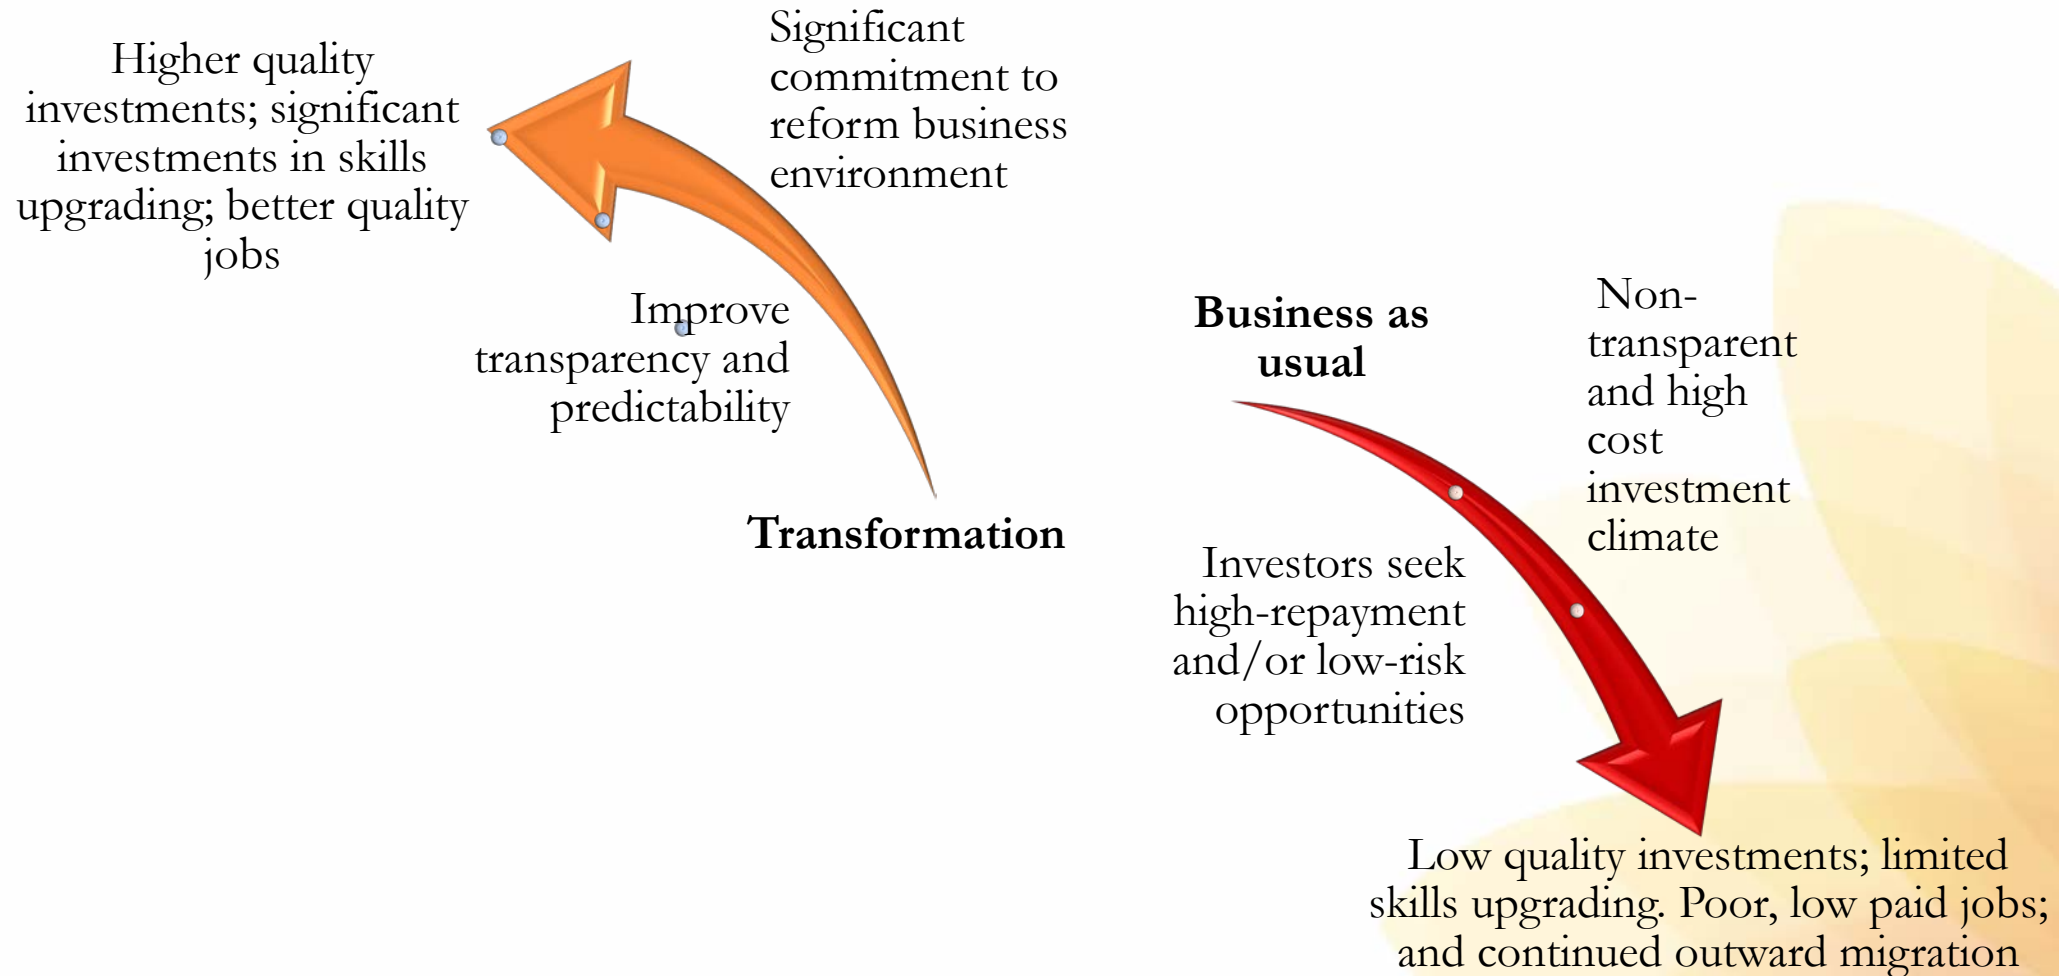 Higher quality
investments; significant
investments in skills
upgrading; better quality
jobs
Significant
commitment to
reform business
environment
Improve
transparency and
predictability
Transformation
Business as
usual
Non-
transparent
and high
cost
investment
climate
Investors seek
high-repayment
and/or low-risk
opportunities
Low quality investments; limited
skills upgrading. Poor, low paid jobs;
and continued outward migration